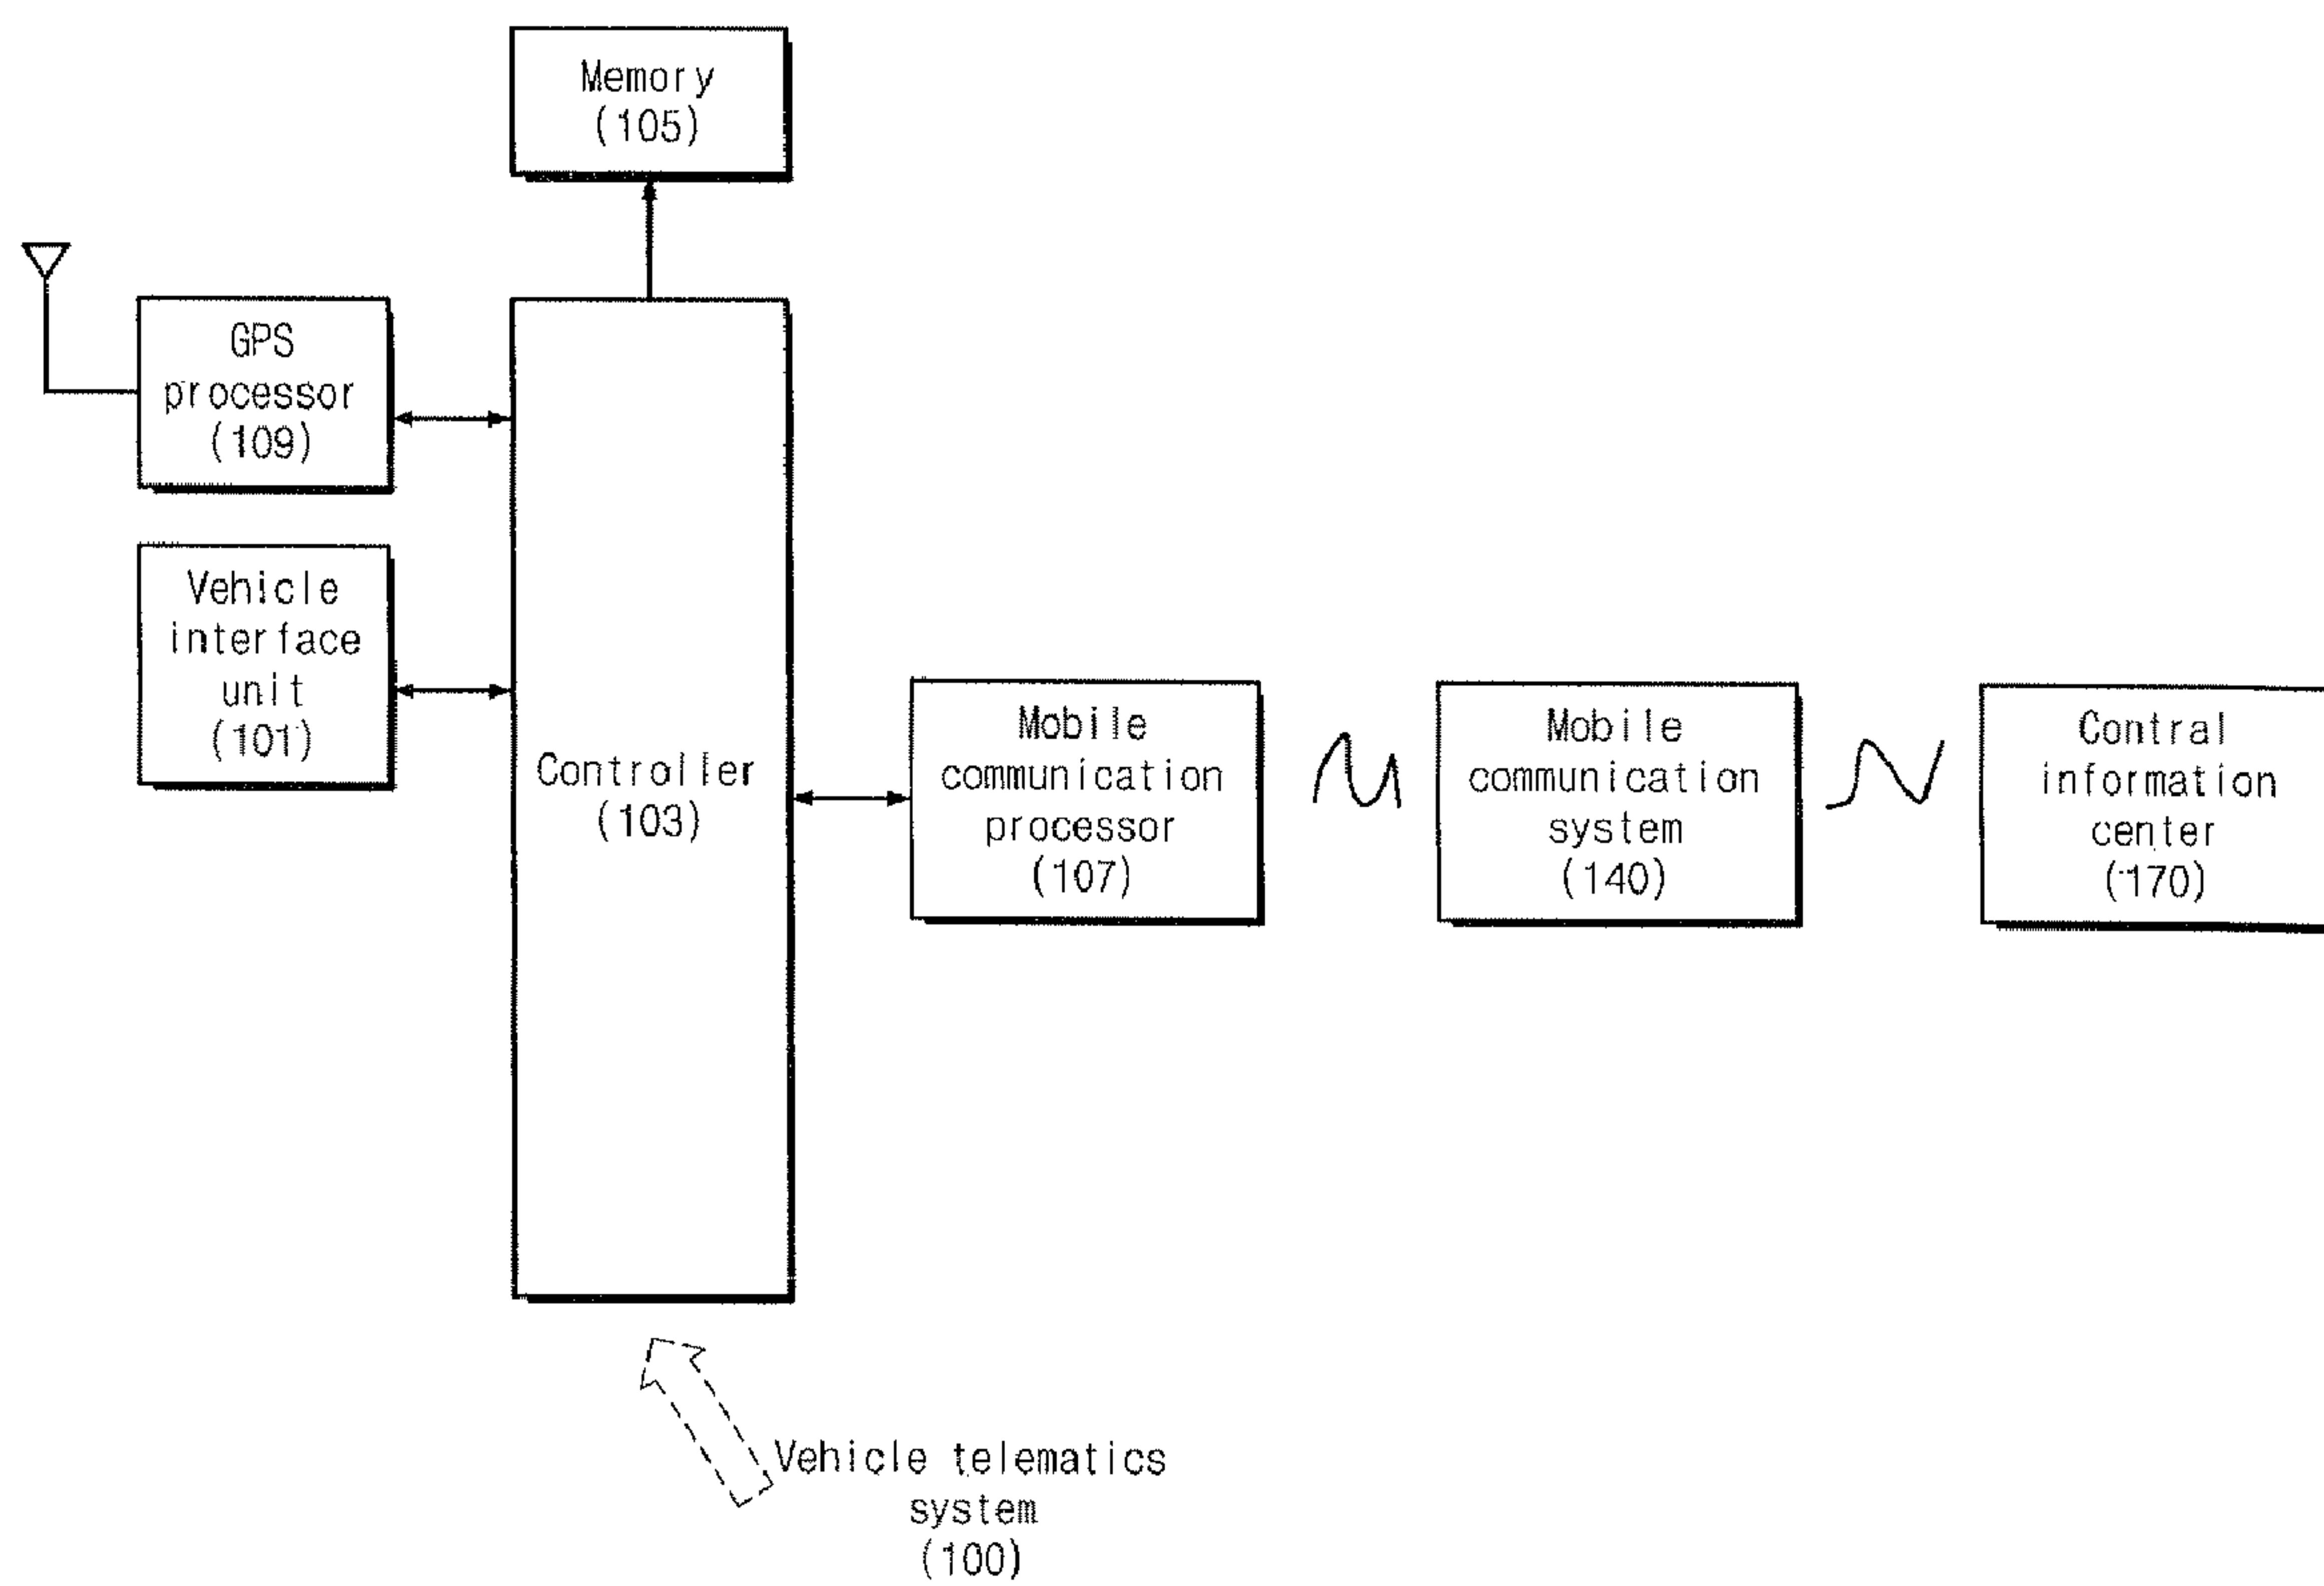 Memory
(105)
GPS
processor
(109)
Vehicle
interface
unit
(101)
Controller
(103)
Mobile
communication
processor
(107)
Mobile
communication
system
(140)
Contral
information
center
(170)
Vehicle telematics
system
(100)